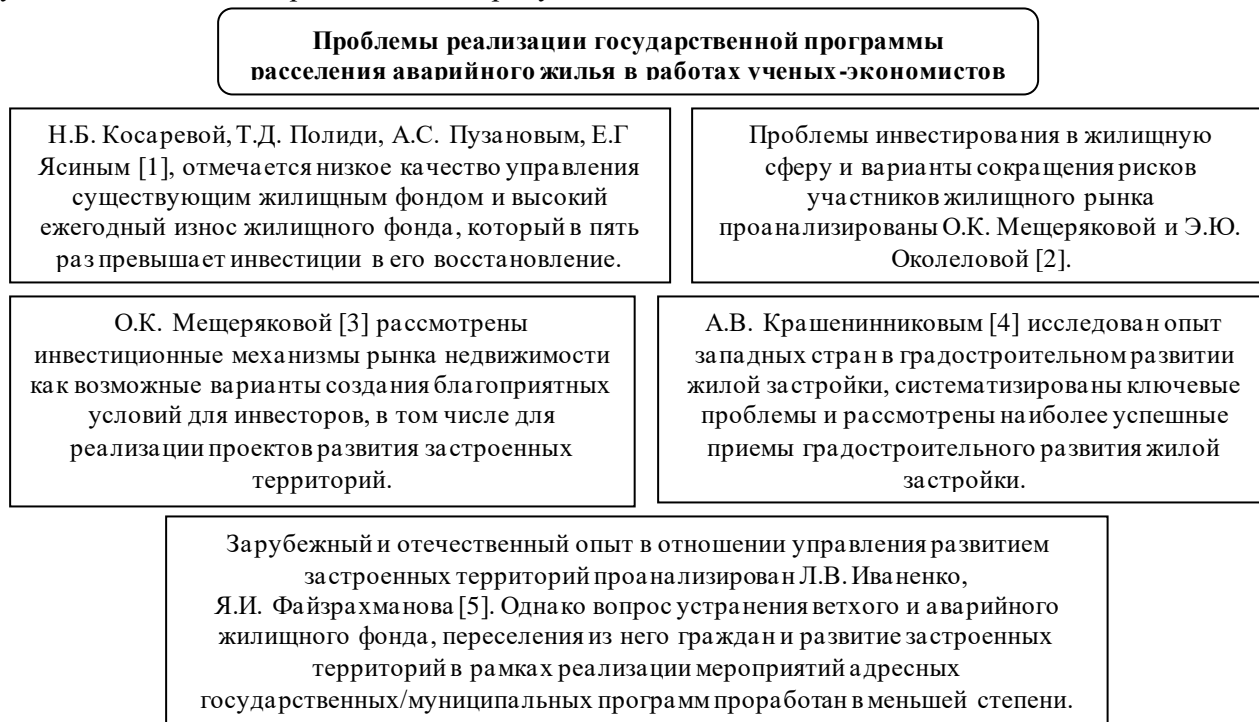 Проблемы реализации государственной программы
расселения аварийного жилья в работах ученых-экономистов
Н.Б. Косаревой, Т.Д. Полиди, А.С. Пузановым, Е.Г
Ясиным [1], отмечается низкое качество управления
существующим жилищным фондом и высокий
ежегодный износ жилищного фонда, который в пять
раз превышает инвестиции в его восстановление.
Проблемы инвестирования в жилищную
сферу и варианты сокращения рисков
участников жилищного рынка
проанализированы О.К. Мещеряковой и Э.Ю.
Околеловой [2].
О.К. Мещеряковой [3] рассмотрены
инвестиционные механизмы рынка недвижимости
как возможные варианты создания благоприятных
условий для инвесторов, в том числе для
реализации проектов развития застроенных
территорий.
А.В. Крашенинниковым [4] исследован опыт
западных стран в градостроительном развитии
жилой застройки, систематизированы ключевые
проблемы и рассмотрены наиболее успешные
приемы градостроительного развития жилой
застройки.
Зарубежный и отечественный опыт в отношении управления развитием
застроенных территорий проанализирован Л.В. Иваненко,
Я.И. Файзрахманова [5]. Однако вопрос устранения ветхого и аварийного
жилищного фонда, переселения из него граждан и развитие застроенных
территорий в рамках реализации мероприятий адресных
государственных/муниципальных программ проработан в меньшей степени.